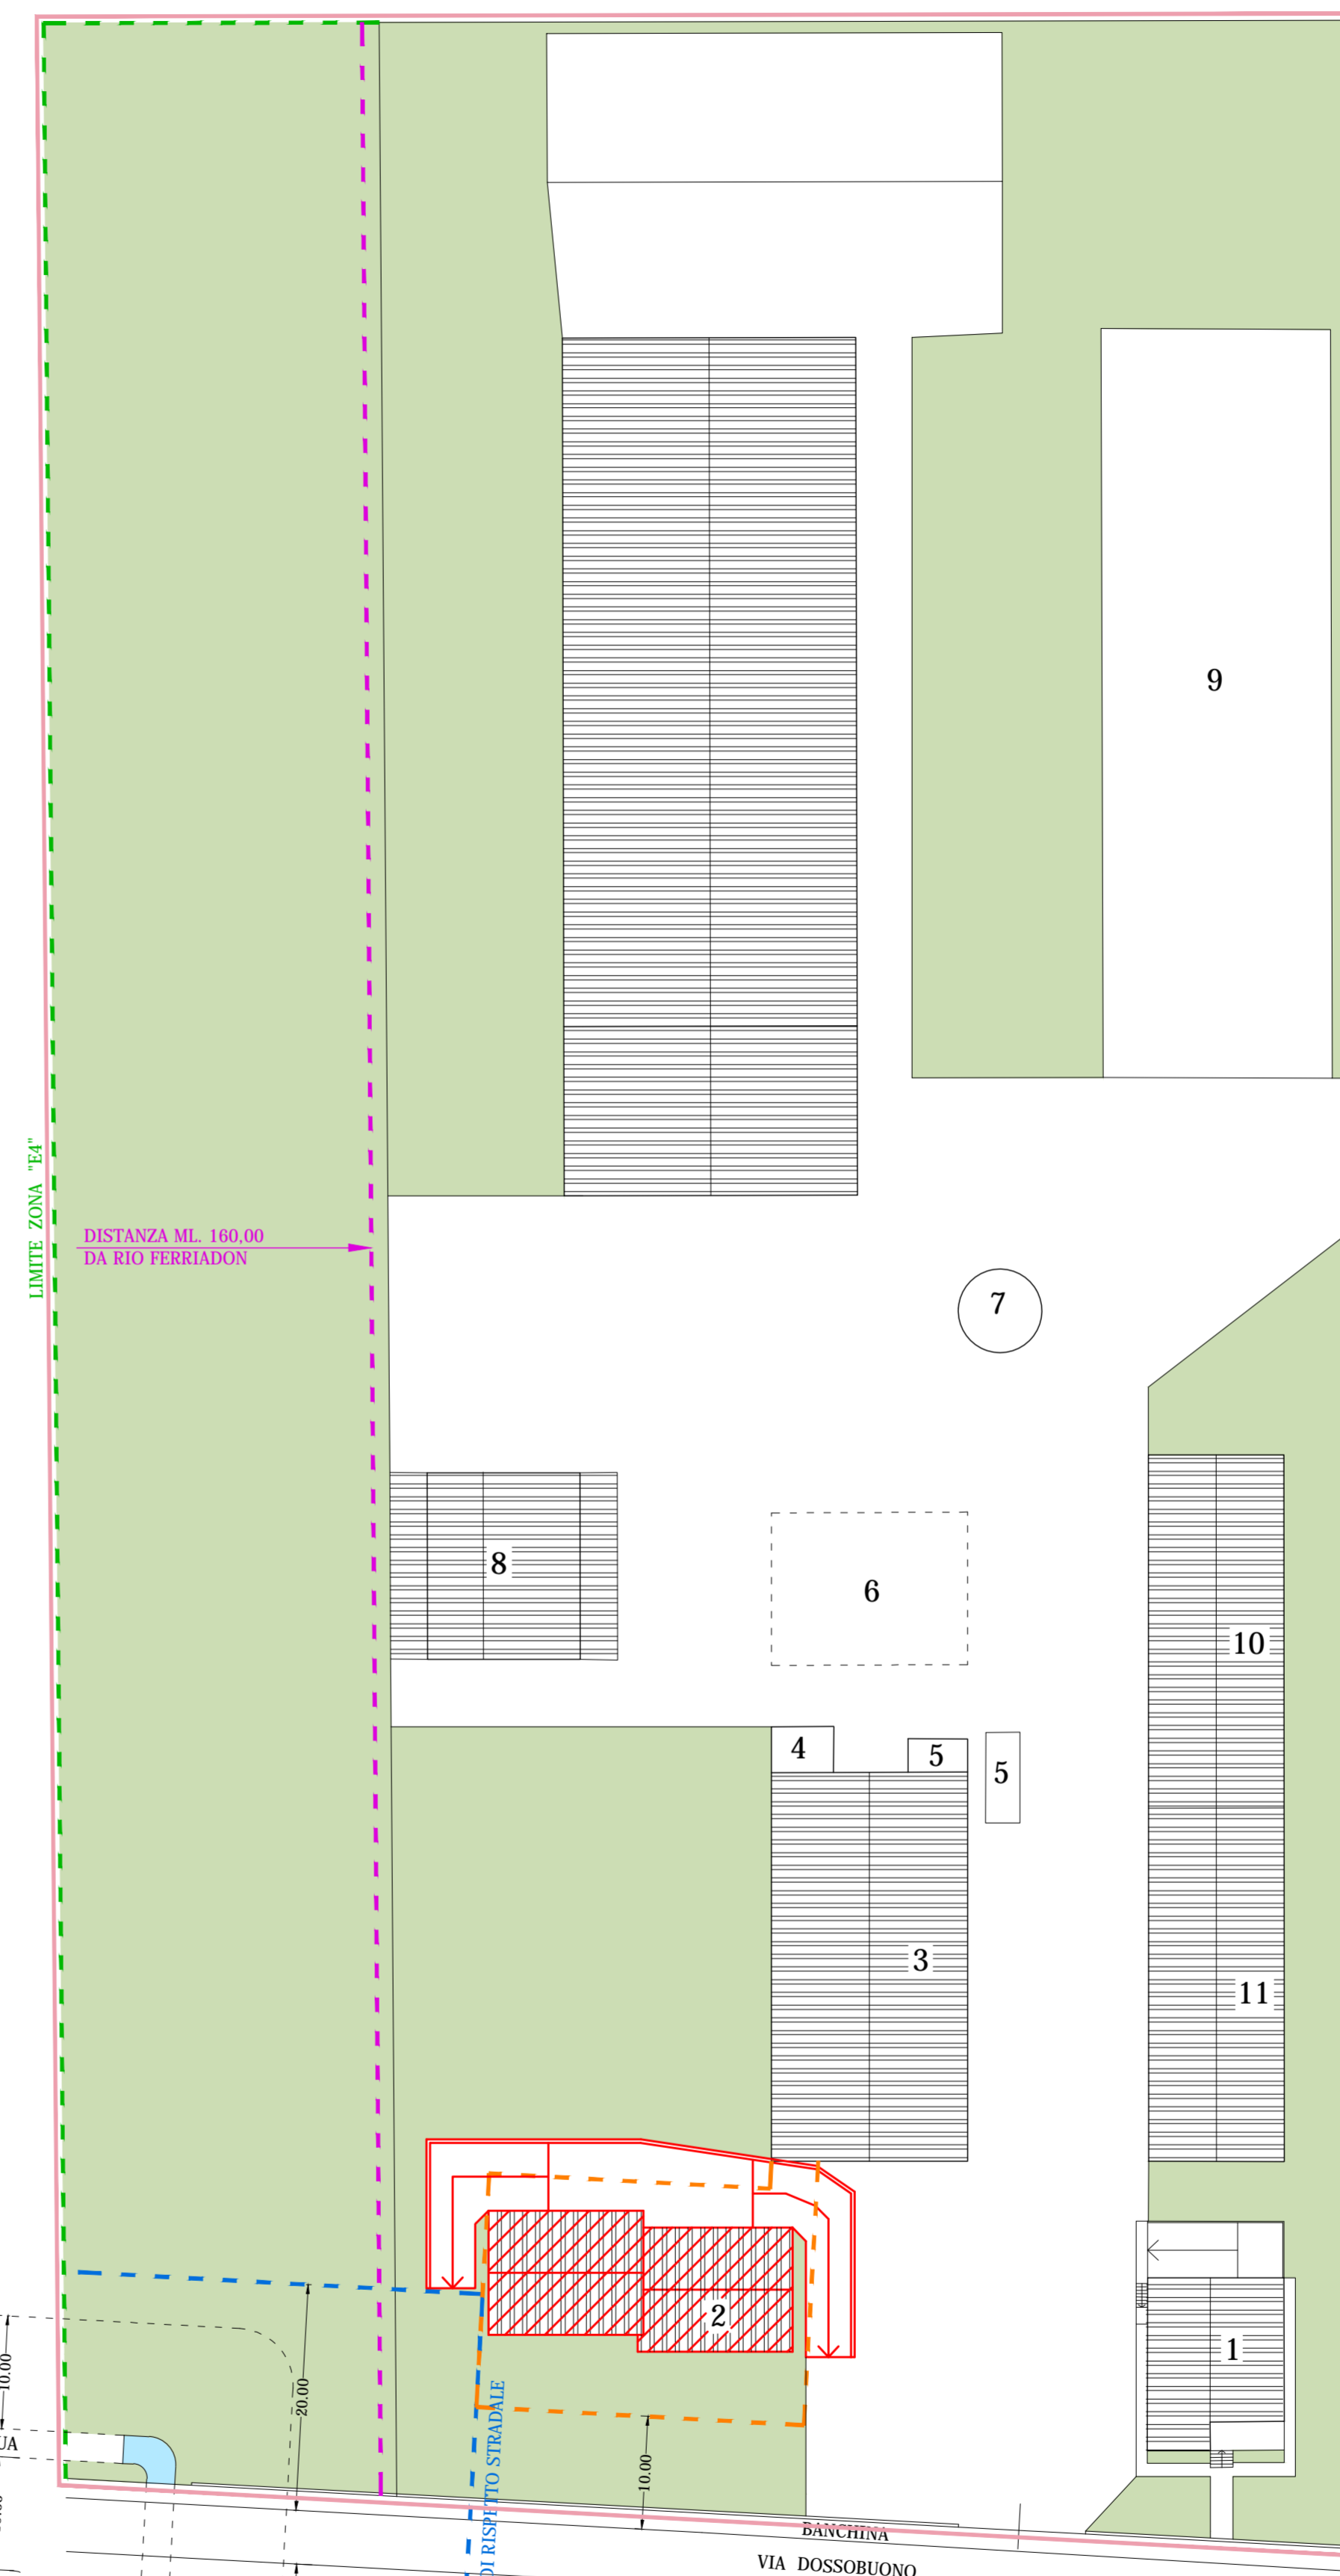 9
LIMITE ZONA "E4"
DISTANZA ML. 160,00
DA RIO FERRIADON
7
8
6
10
4
5
5
3
11
2
1
10.00
20.00
DI RISPETTO STRADALE
10.00
UA
BANCHINA
VIA DOSSOBUONO